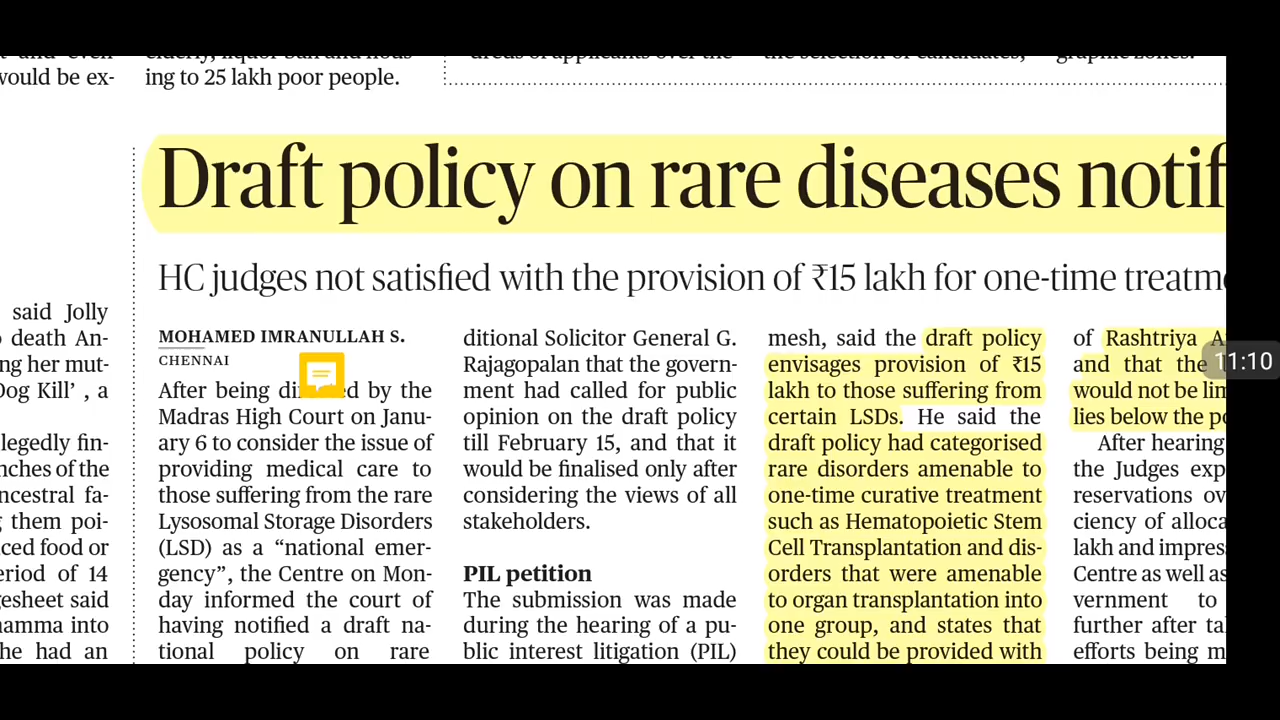 would be ex-
said Jolly
death An-
ing her mut-
Dog Kill’ , a
legedly fin-
nches of the
ncestral fa-
them poi-
ced food or
eriod of 14
gesheet said
namma into
he had an
ing to 25 lakh poor people.
Draft policy on rare diseases notif
HC judges not satisfied with the provision of ₹15 lakh for one-time treatme
MOHAMED IMRANULLAH S.
CHENNAI
After being by the
Madras High Court on Janu-
ary 6 to consider the issue of
providing medical care to
those suffering from the rare
Lysosomal Storage Disorders
(LSD) as a “national emer-
gency”, the Centre on Mon-
day informed the court of
having notified a draft na-
tional policy on rare
ditional Solicitor General G.
Rajagopalan that the govern-
ment had called for public
opinion on the draft policy
till February 15, and that it
would be finalised only after
considering the views of all
stakeholders.
PIL petition
The submission was made
during the hearing of a pu-
blic interest litigation (PIL)
mesh, said the draft policy
envisages provision of ₹15
lakh to those suffering from
certain LSDs. He said the
draft policy had categorised
rare disorders amenable to
one-time curative treatment
such as Hematopoietic Stem
Cell Transplantation and dis-
orders that were amenable
to organ transplantation into
one group, and states that
they could be provided with
of Rashtriya A
and that the
would not be lim
lies below the po
After hearing
the Judges exp
reservations ov
ciency of alloca
lakh and impres
Centre as well as
vernment to
further after ta
efforts being m
11:10